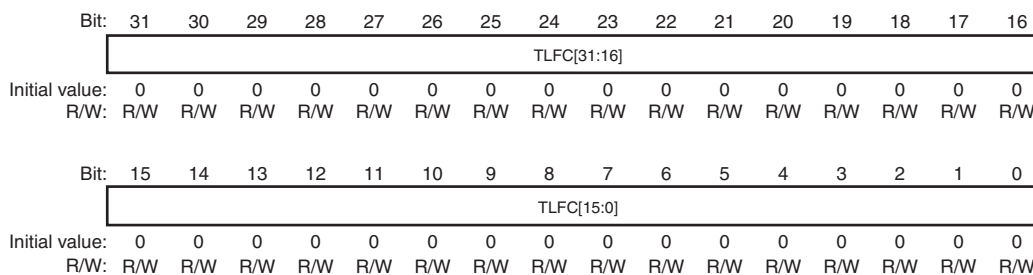 Bit: 31 30 29 28 27 26 25 24 23 22 21 20 19 18 17 16
TLFC[31:16]
Initial value: 0 0 0 0 0 0 0 0 0 0 0 0 0 0 0 0
R/W: R/W R/W R/W R/W R/W R/W R/W R/W R/W R/W R/W R/W R/W R/W R/W R/W
Bit: 15 14 13 12 11 10 9 8 7 6 5 4 3 2 1 0
TLFC[15:0]
Initial value: 0 0 0 0 0 0 0 0 0 0 0 0 0 0 0 0
R/W: R/W R/W R/W R/W R/W R/W R/W R/W R/W R/W R/W R/W R/W R/W R/W R/W